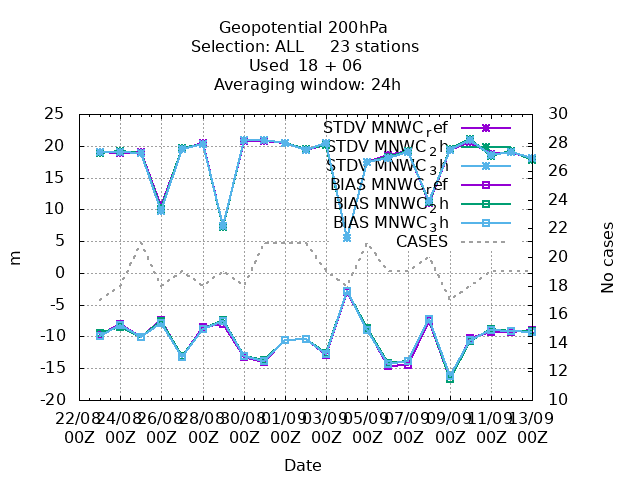 Geopotential 200hPa
Selection: ALL     23 stations
Used  18 + 06
Averaging window: 24h
25
20
15
10
5
0
-5
-10
-15
-20
30
28
26
24
22
20
18
16
14
12
10
m
No cases
STDV MNWC_ref
STDV MNWC_2h
STDV MNWC_3h
BIAS MNWC_ref
BIAS MNWC_2h
BIAS MNWC_3h
CASES
22/08 24/08 26/08 28/08 30/08 01/09 03/09 05/09 07/09 09/09 11/09 13/09
00Z 00Z 00Z 00Z 00Z 00Z 00Z 00Z 00Z 00Z 00Z 00Z
Date